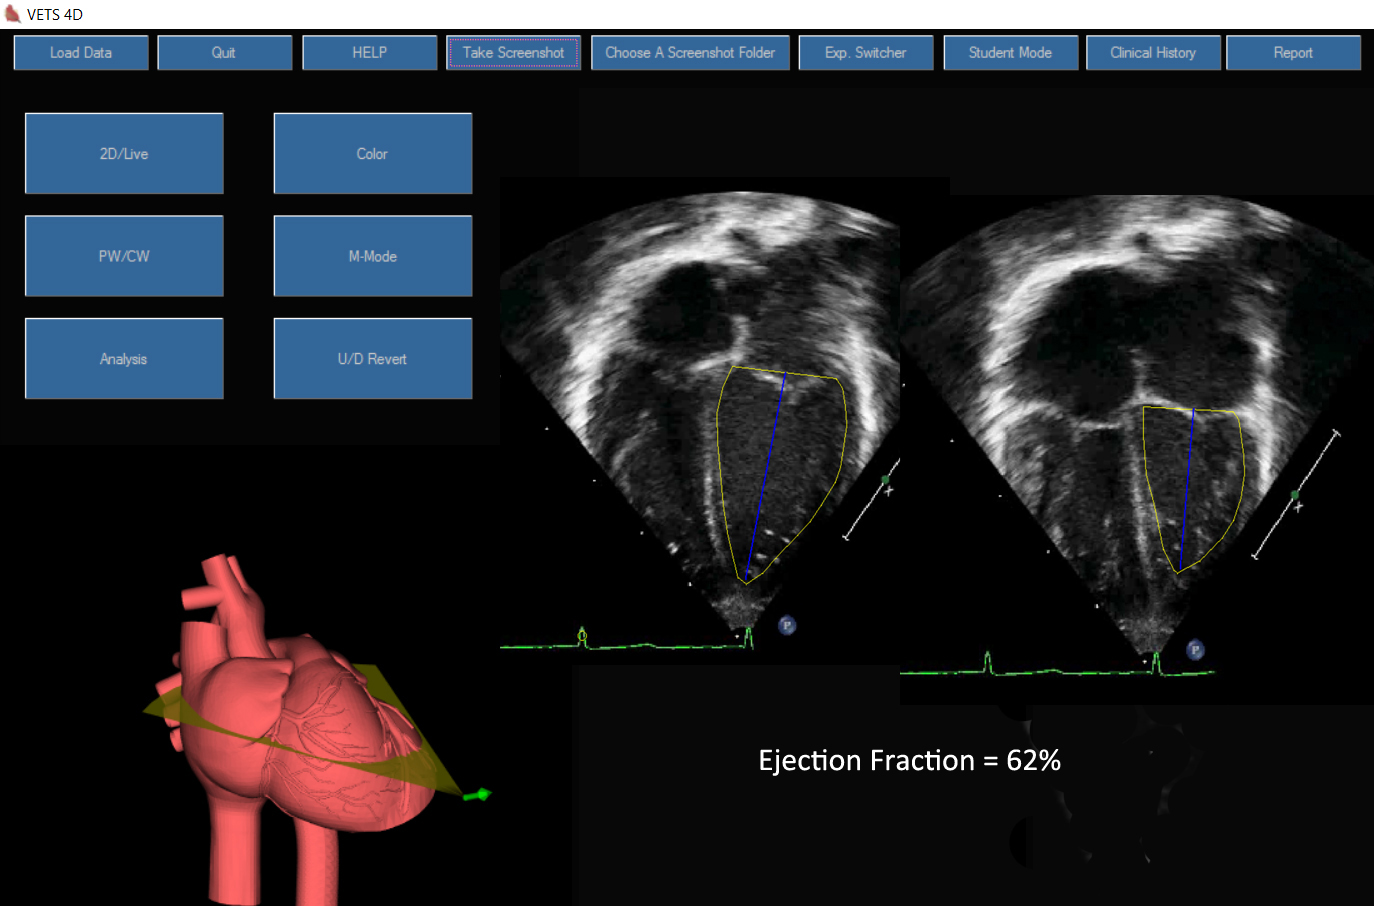 VETS 4D
Load Data
Quit
HELP
Take Screenshot
Choose A Screenshot Folder
Exp. Switcher
Student Mode
Clinical History
Report
2D/Live
Color
PW/CW
M-Mode
Analysis
U/D Revert
P
P
Ejection Fraction = 62%